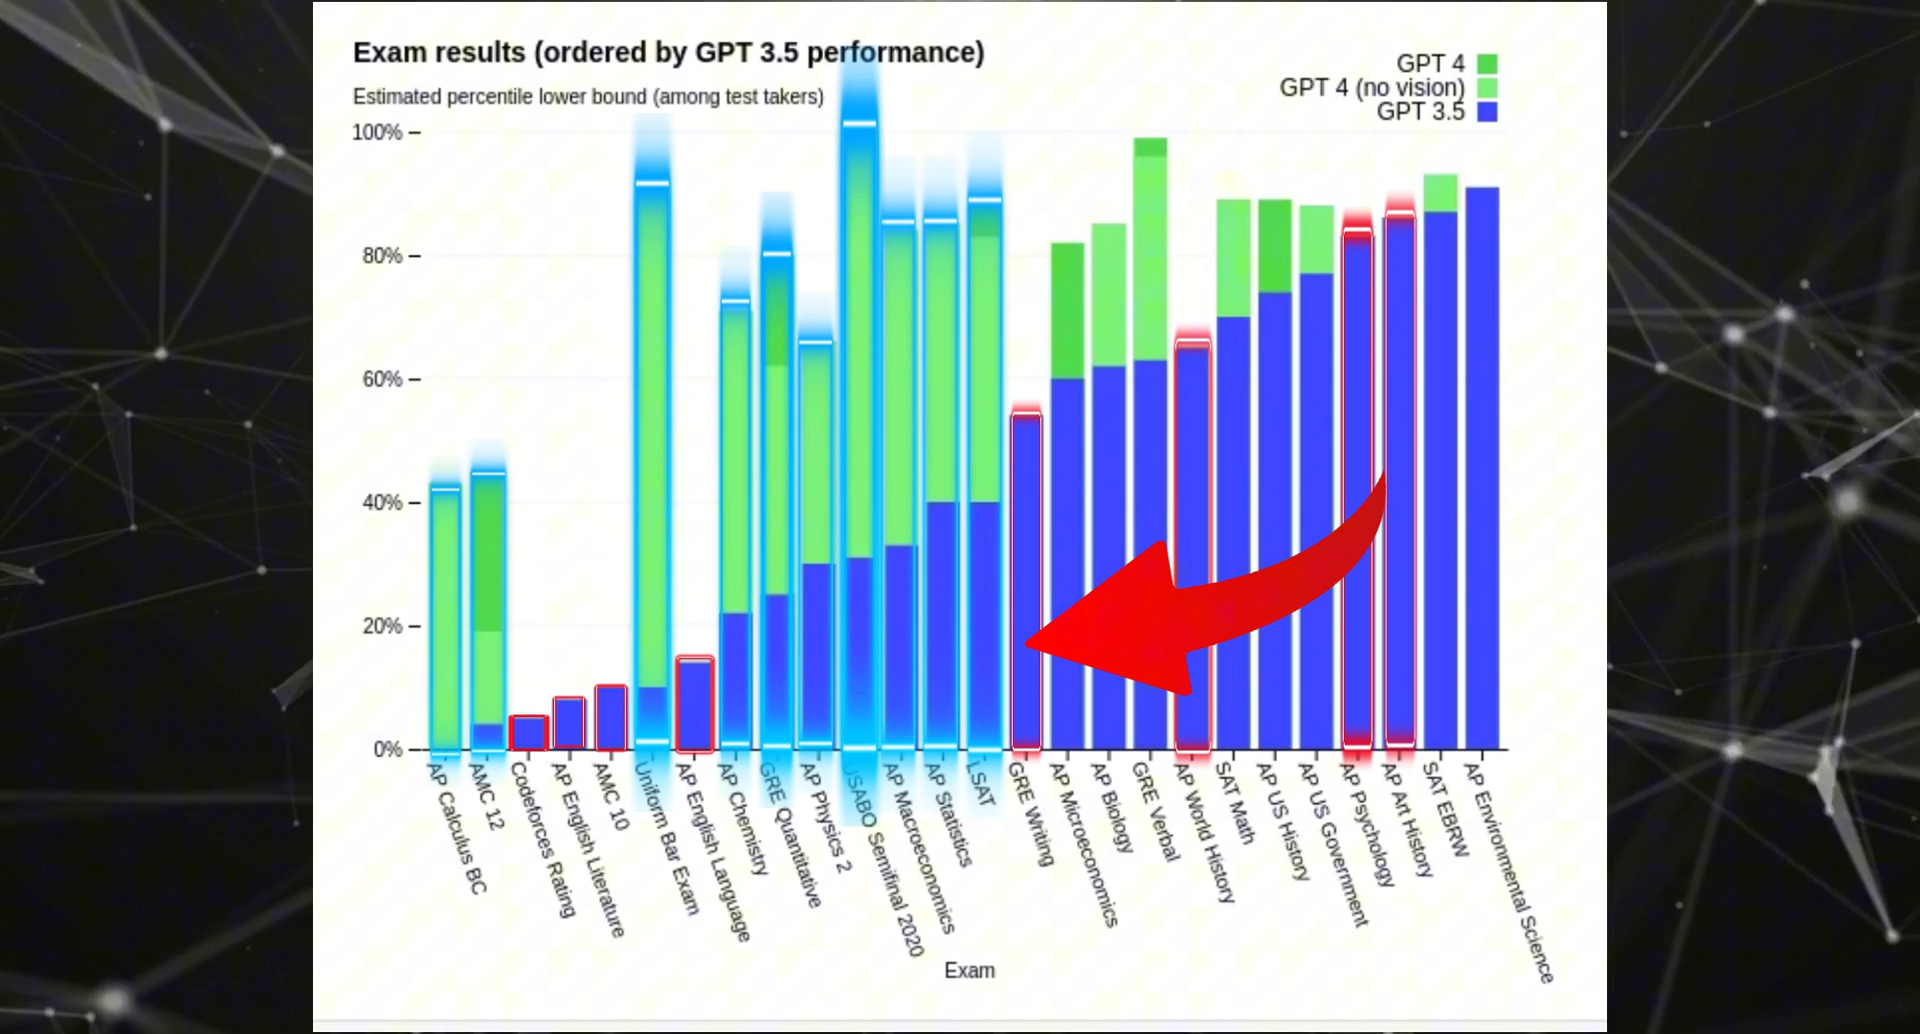 Exam results (ordered by GPT 3.5 performance)
Estimated percentile lower bound (among test takers)
GPT 4
GPT 4 (no vision)
GPT 3.5
100%
80%
60%
40%
20%
0%
AP Calculus BC
AMC 12
Codeforces Rating
AP English Literature
AMC 10
Uniform Bar Exam
AP English Language
AP Chemistry
GRE Quantitative
AP Physics 2
USABO Semifinal 2020
AP Macroeconomics
AP Statistics
LSAT
GRE Writing
AP Microeconomics
AP Biology
GRE Verbal
AP World History
SAT Math
AP US History
AP US Government
AP Psychology
AP Art History
SAT EBRW
AP Environmental Science
Exam